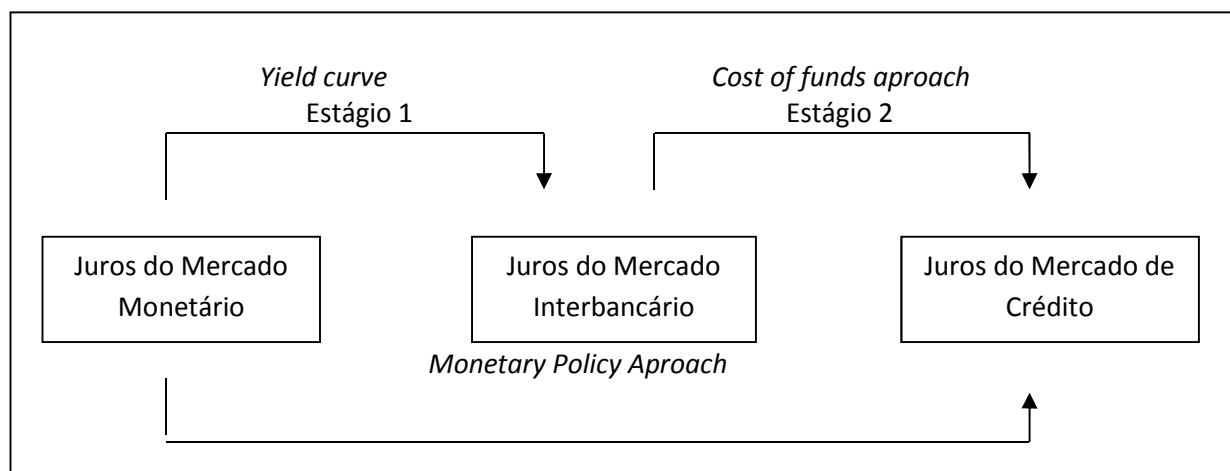 Yield curve
Estágio 1
Cost of funds aproach
Estágio 2
Juros do Mercado
Monetário
Juros do Mercado
Interbancário
Juros do Mercado de
Crédito
Monetary Policy Aproach